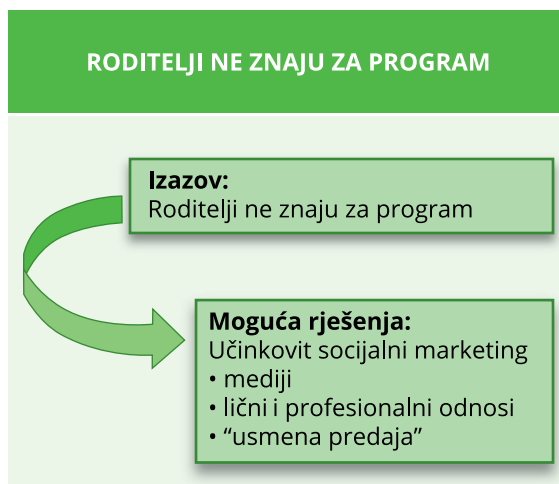 RODITELJI NE ZNAJU ZA PROGRAM
Izazov:
Roditelji ne znaju za program
Moguća rješenja:
Učinkovit socijalni marketing
• mediji
• lični i profesionalni odnosi
• “usmena predaja”